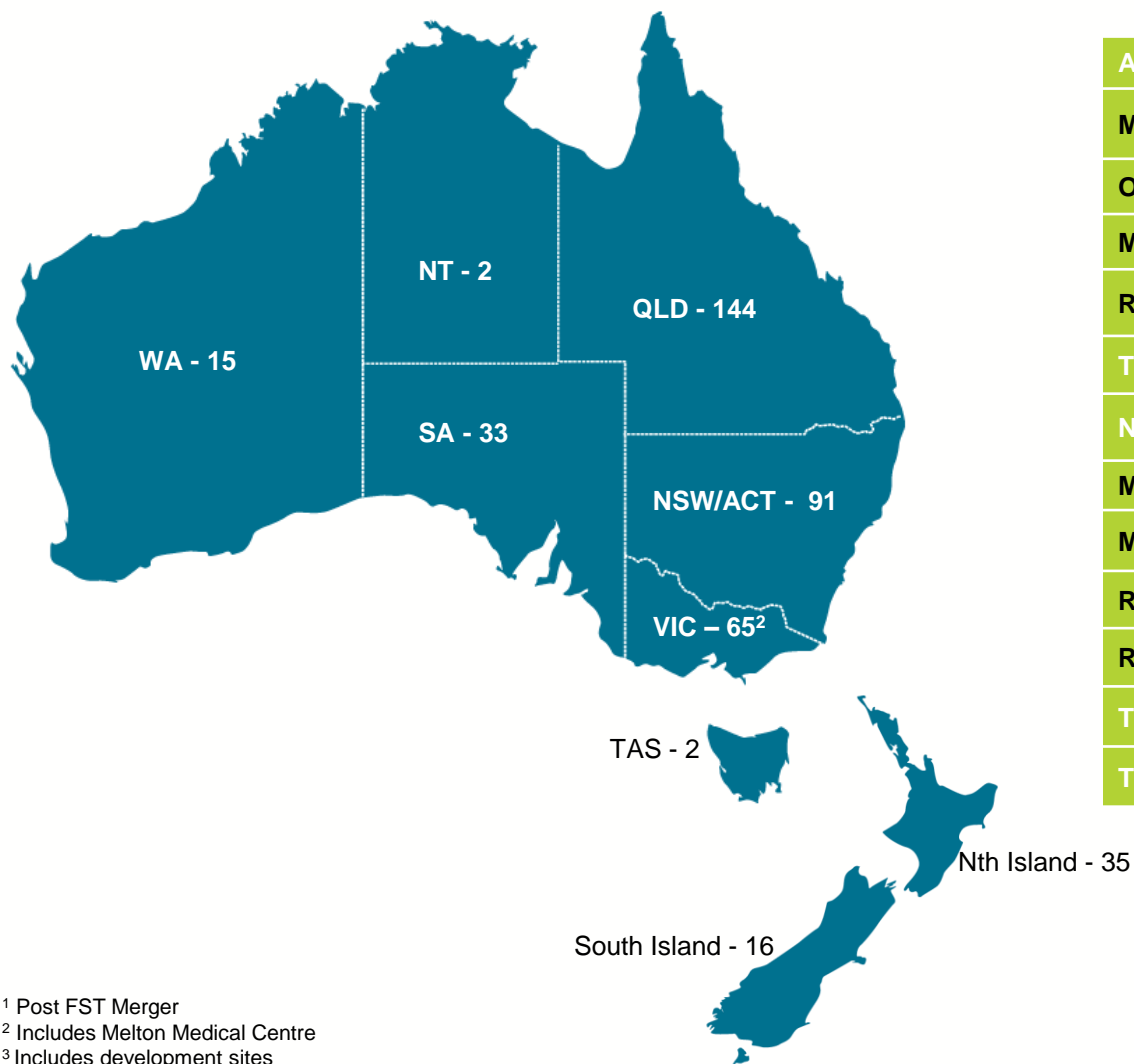 NT - 2
QLD - 144
WA - 15
SA - 33
NSW/ACT - 91
VIC – 65²
TAS - 2
Nth Island - 35
South Island - 16
¹ Post FST Merger
² Includes Melton Medical Centre
³ Includes development sites
A
M
O
M
R
T
N
M
M
R
R
T
T